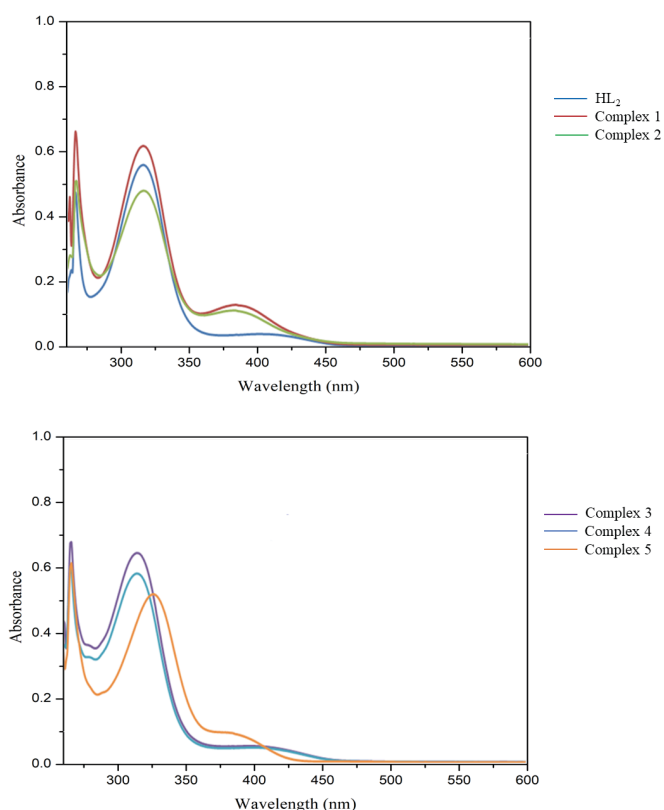 1.0
0.8
0.6
0.4
0.2
0.0
Absorbance
300
350
400
450
500
550
600
Wavelength (nm)
HL₂
Complex 1
Complex 2
1.0
0.8
0.6
0.4
0.2
0.0
Absorbance
300
350
400
450
500
550
600
Wavelength (nm)
Complex 3
Complex 4
Complex 5